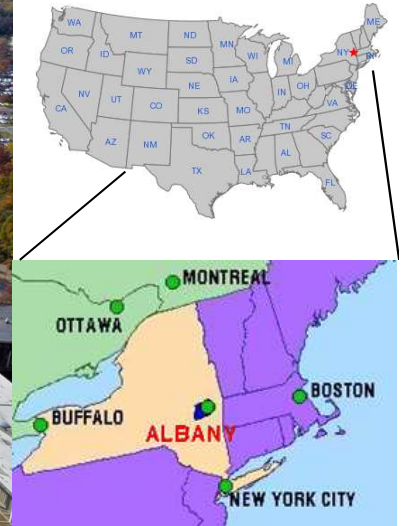 WA
ME
MT
ND
MN
OR
ID
SD
WI
NY
WY
MI
IA
NE
NV
OH
IN
DE
UT
CO
VA
CA
KS
MO
TN
OK
SC
AZ
NM
AR
AL
TX
LA
FL
MONTREAL
OTTAWA
BOSTON
BUFFALO
ALBANY
NEW YORK CITY